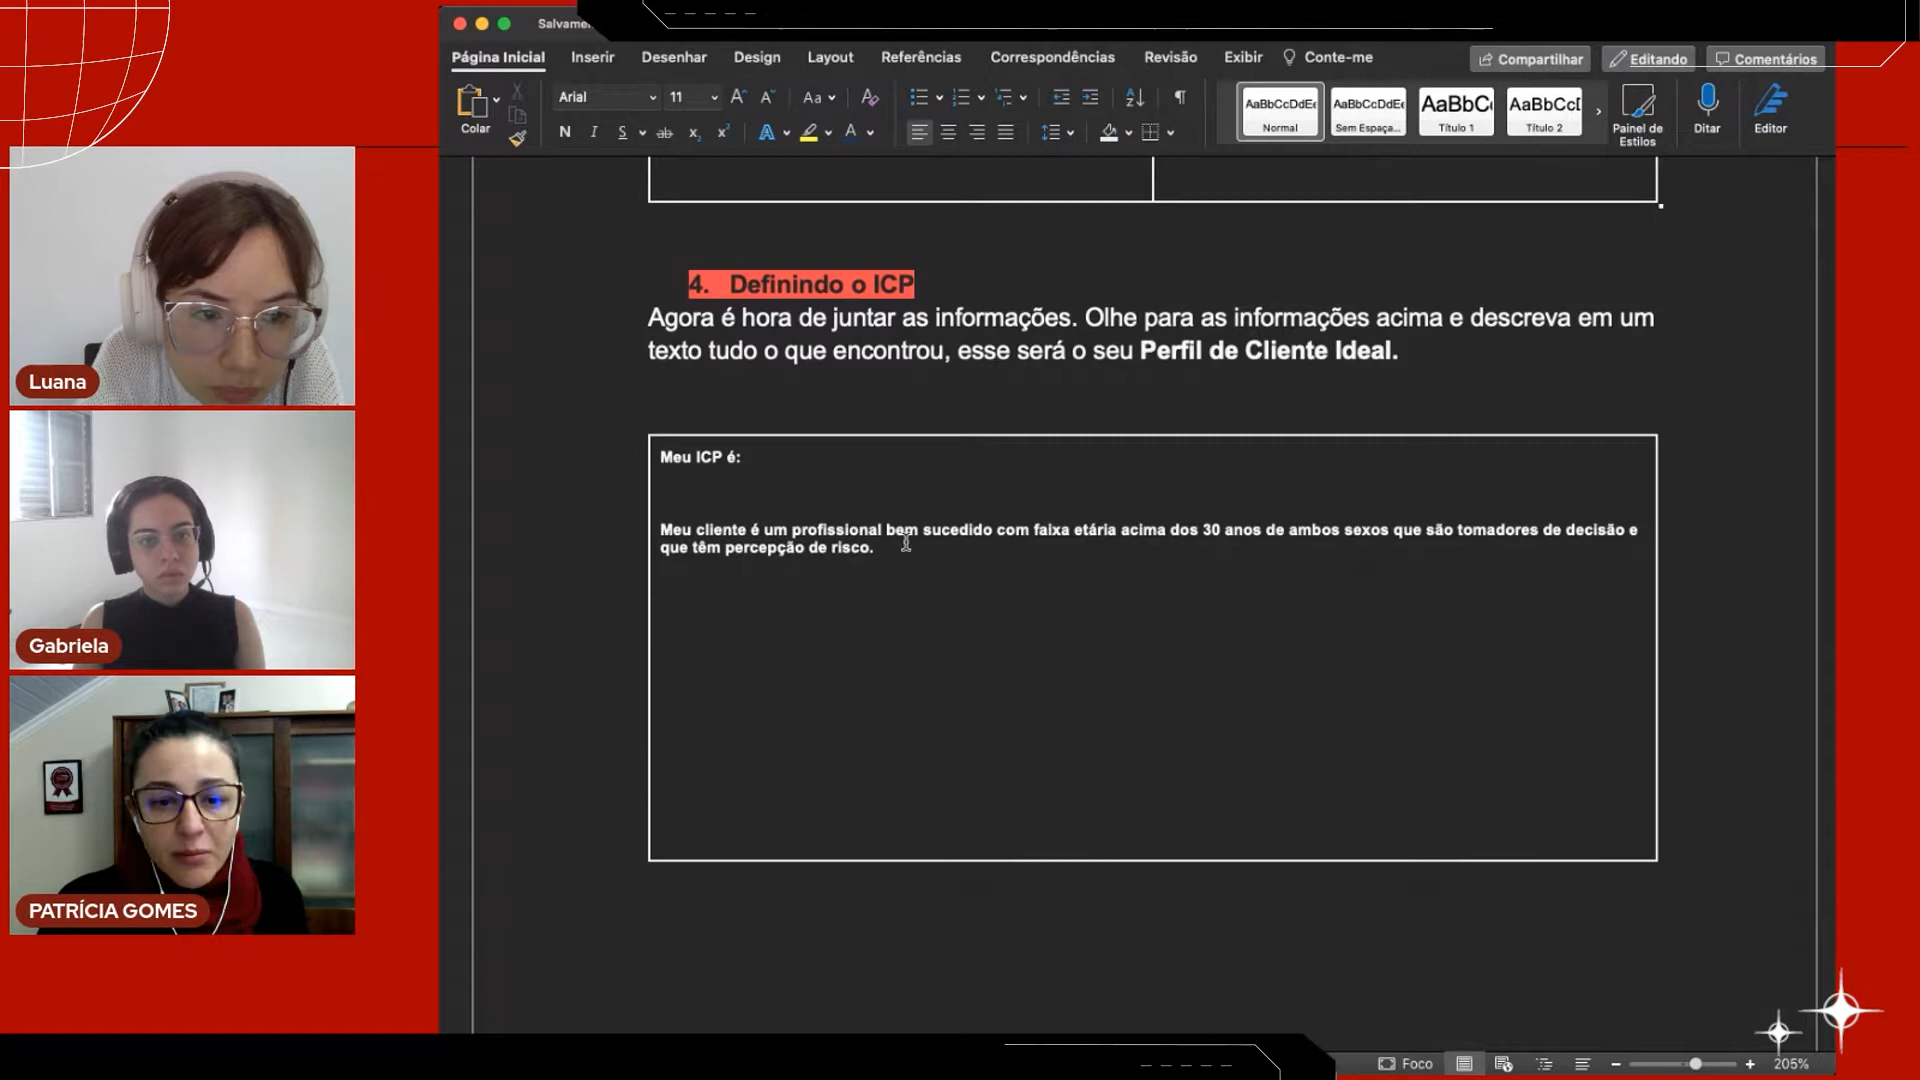 Salvame
Página Inicial
Inserir
Desenhar
Design
Layout
Referências
Correspondências
Revisão
Exibir
Conte-me
Compartilhar
Editando
Comentários
Colar
Arial
11
Aa
N I S ab x₂ x²
A A
AaBbCcDdEe
Normal
AaBbCcDdEe
Sem Espaça...
AaBbC
Título 1
AaBbCcD
Título 2
Painel de
Estilos
Ditar
Editor
4. Definindo o ICP
Agora é hora de juntar as informações. Olhe para as informações acima e descreva em um
texto tudo o que encontrou, esse será o seu Perfil de Cliente Ideal.
Meu ICP é:
Meu cliente é um profissional bem sucedido com faixa etária acima dos 30 anos de ambos sexos que são tomadores de decisão e
que têm percepção de risco.
Luana
Gabriela
PATRÍCIA GOMES
Foco
205%